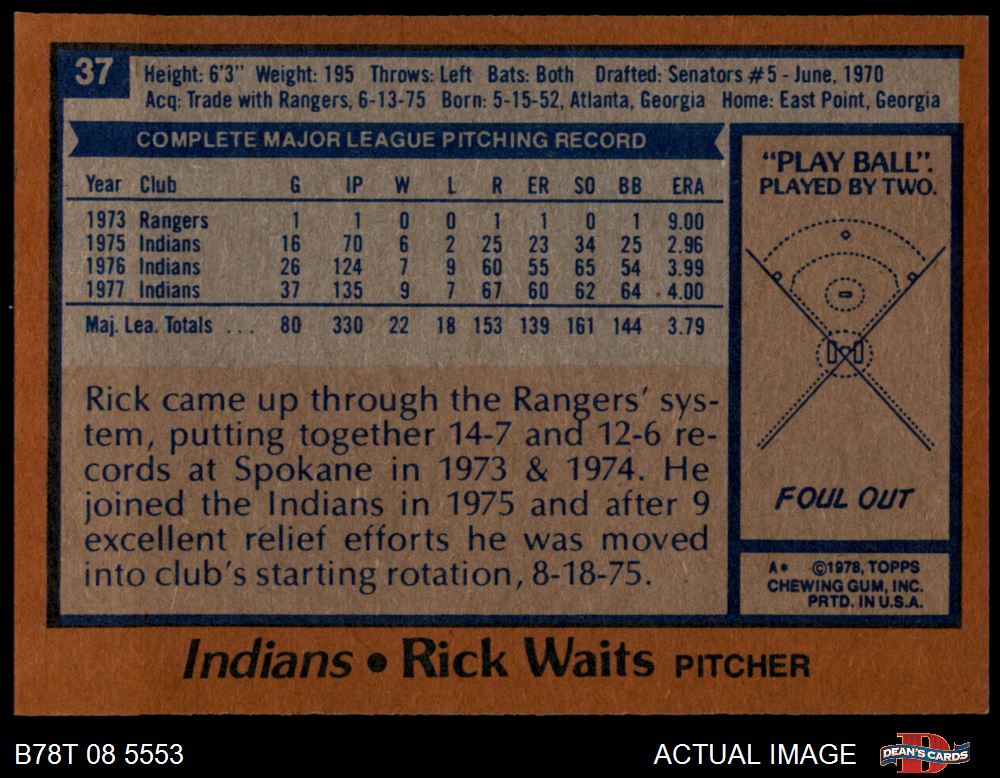 37
Height: 6'3" Weight: 195 Throws: Left Bats: Both Drafted: Senators #5 - June, 1970
Acq: Trade with Rangers, 6-13-75 Born: 5-15-52, Atlanta, Georgia Home: East Point, Georgia
COMPLETE MAJOR LEAGUE PITCHING RECORD
Year Club G IP W L R ER SO BB ERA
1973 Rangers 1 1 0 0 1 1 0 1 9.00
1975 Indians 16 70 6 2 25 23 34 25 2.96
1976 Indians 26 124 7 9 60 55 65 54 3.99
1977 Indians 37 135 9 7 67 60 62 64 4.00
Maj. Lea. Totals ... 80 330 22 18 153 139 161 144 3.79
Rick came up through the Rangers' sys-
tem, putting together 14-7 and 12-6 re-
cords at Spokane in 1973 & 1974. He
joined the Indians in 1975 and after 9
excellent relief efforts he was moved
into club's starting rotation, 8-18-75.
"PLAY BALL".
PLAYED BY TWO.
FOUL OUT
A* ©1978, TOPPS
CHEWING GUM, INC.
PRTD. IN U.S.A.
Indians • Rick Waits PITCHER
B78T 08 5553
ACTUAL IMAGE
D
DEAN'S CARDS